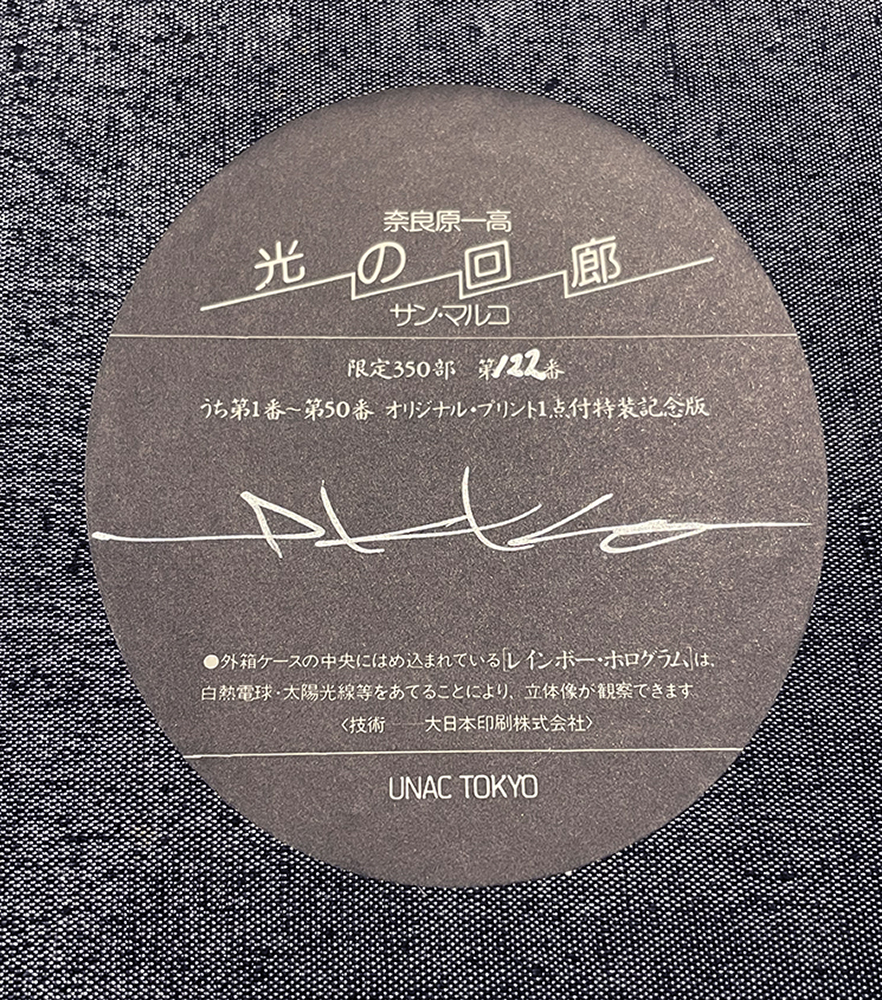 奈良原一高
光の回廊
サン・マルコ
限定350部 第122番
うち第1番～第50番 オリジナル・プリント1点付特装記念版
●外箱ケースの中央にはめ込まれている[レインボー・ホログラム]は、
白熱電球・太陽光線等をあてることにより、立体像が観察できます
〈技術──大日本印刷株式会社〉
UNAC TOKYO